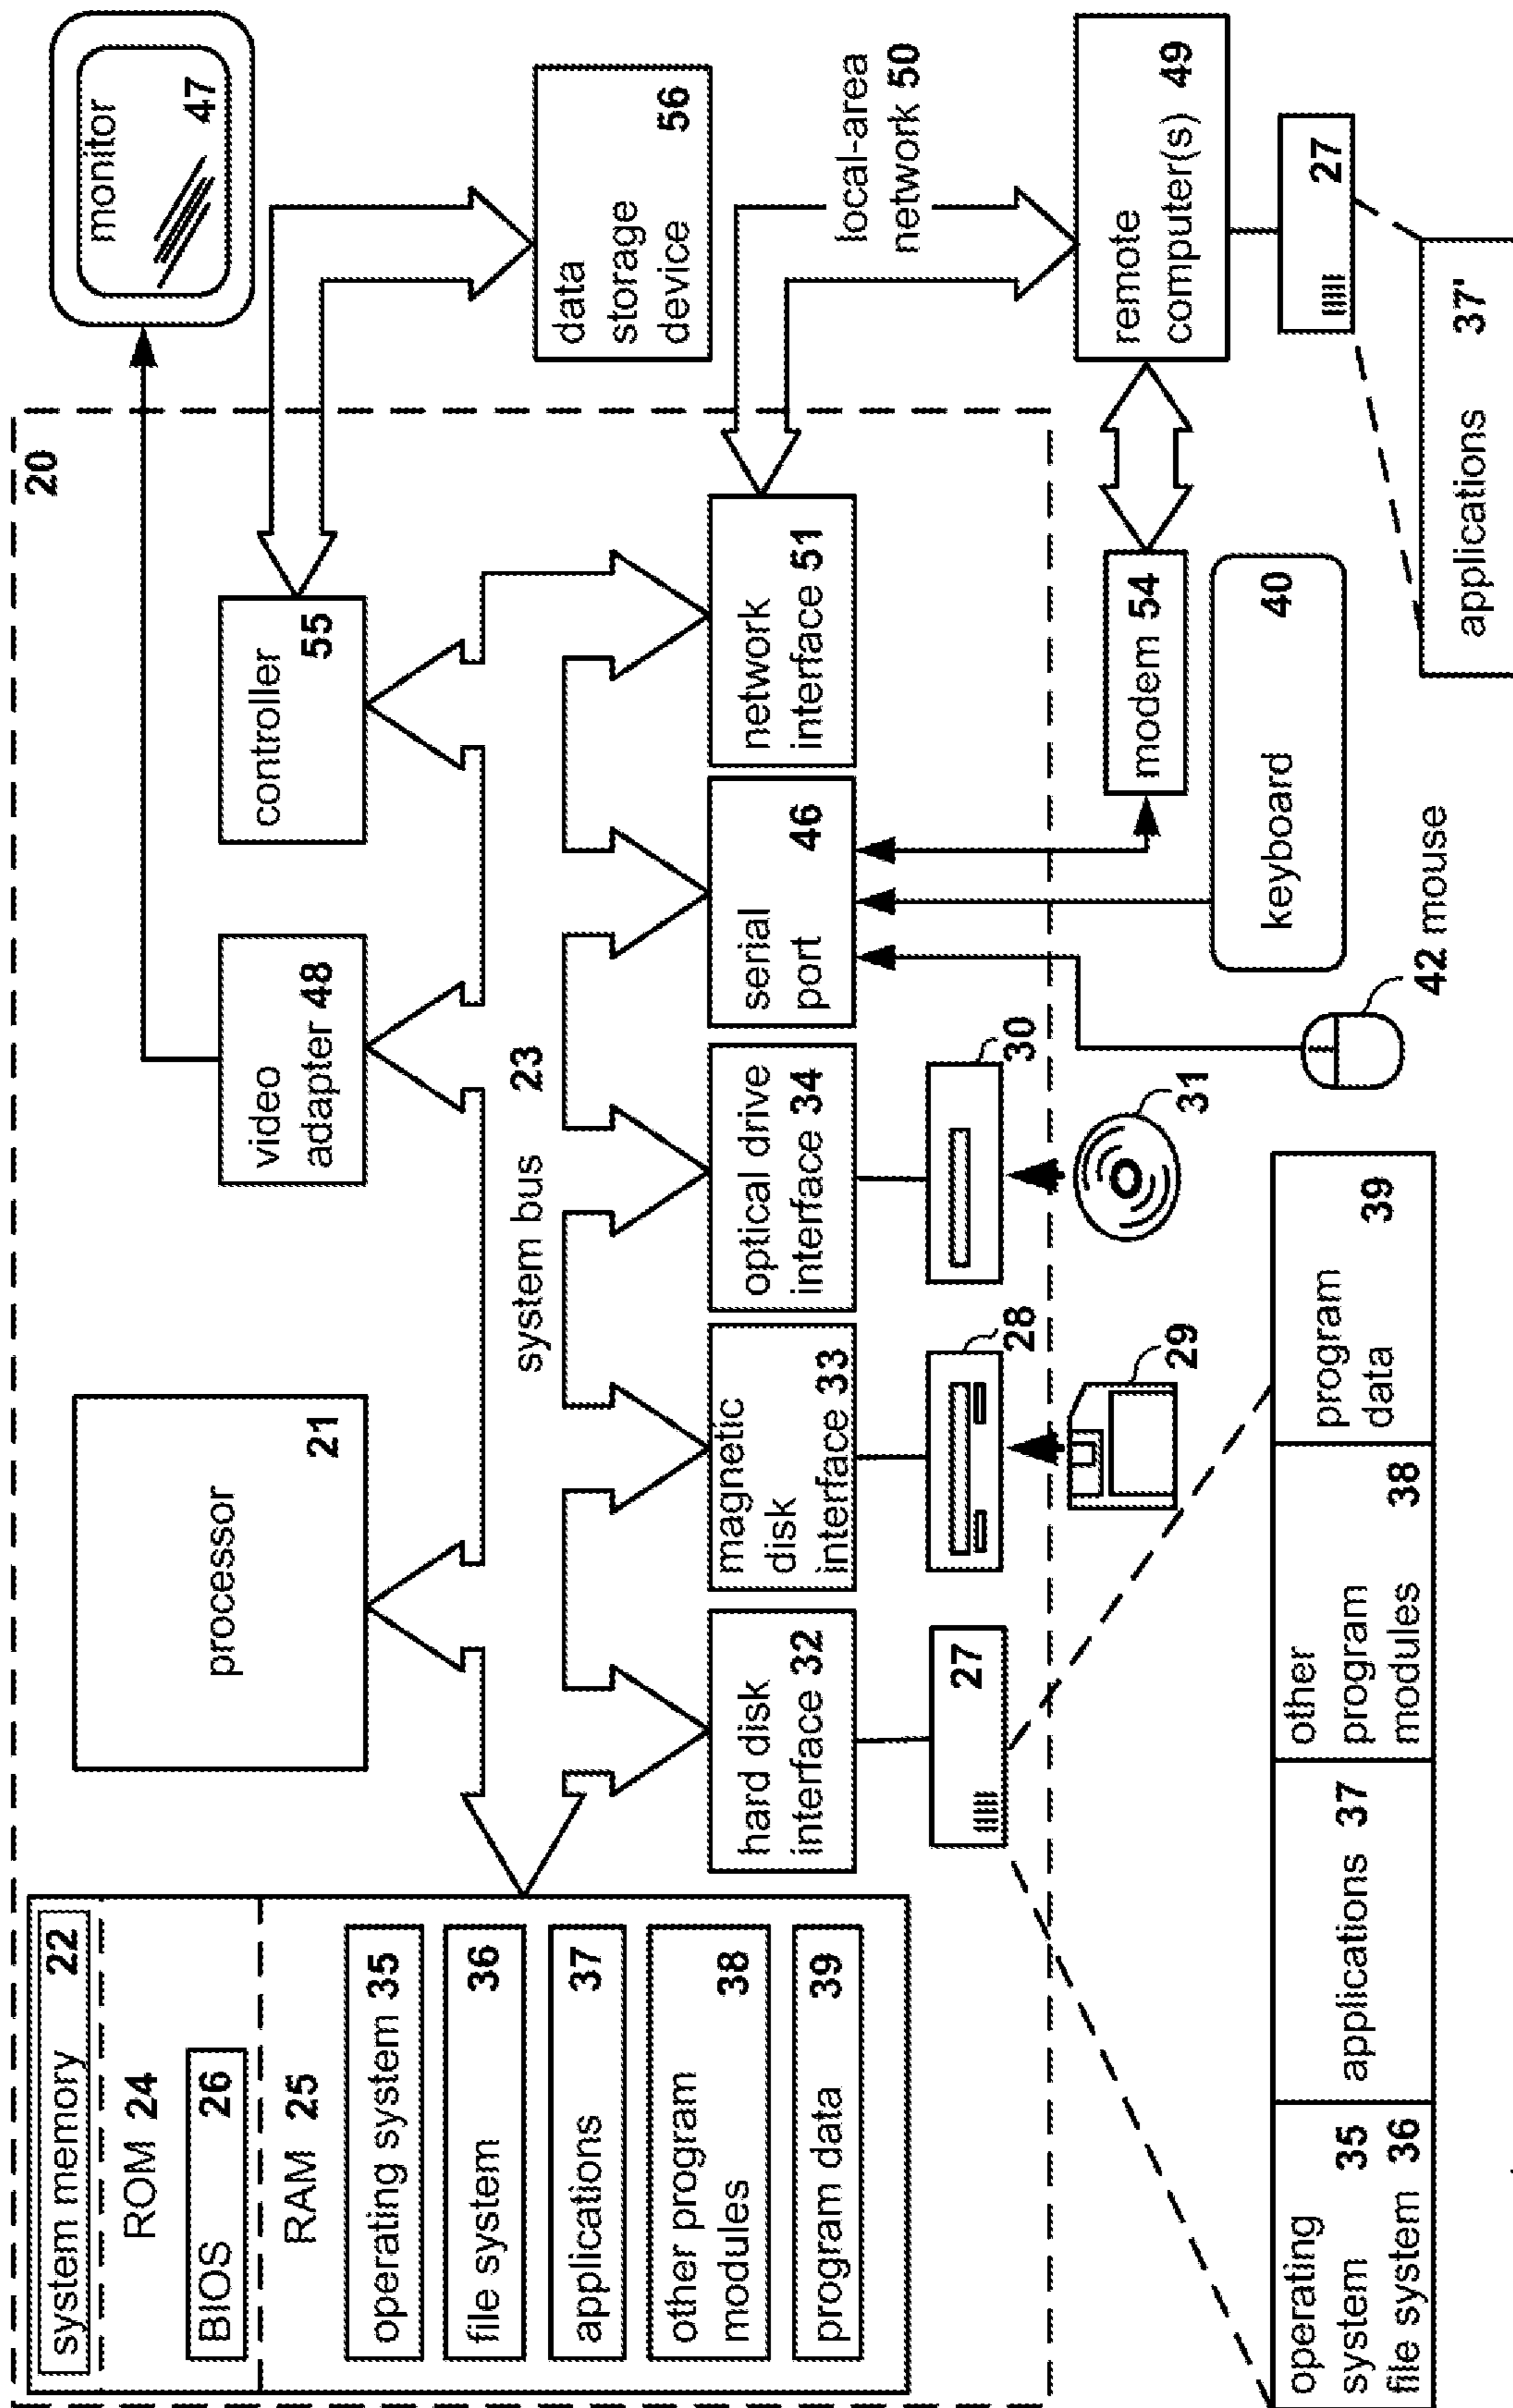 20
system memory 22
ROM 24
BIOS 26
RAM 25
operating system 35
file system 36
applications 37
other program
modules 38
program data 39
processor
21
video
adapter 48
controller
55
monitor
47
system bus 23
hard disk
interface 32
magnetic
disk
interface 33
optical drive
interface 34
serial
port 46
network
interface 51
data
storage
device 56
local-area
network 50
27
28
30
29
31
modem 54
remote
computer(s) 49
27
keyboard 40
42 mouse
operating
system 35
file system 36
applications 37
other
program
modules 38
program
data 39
applications 37'